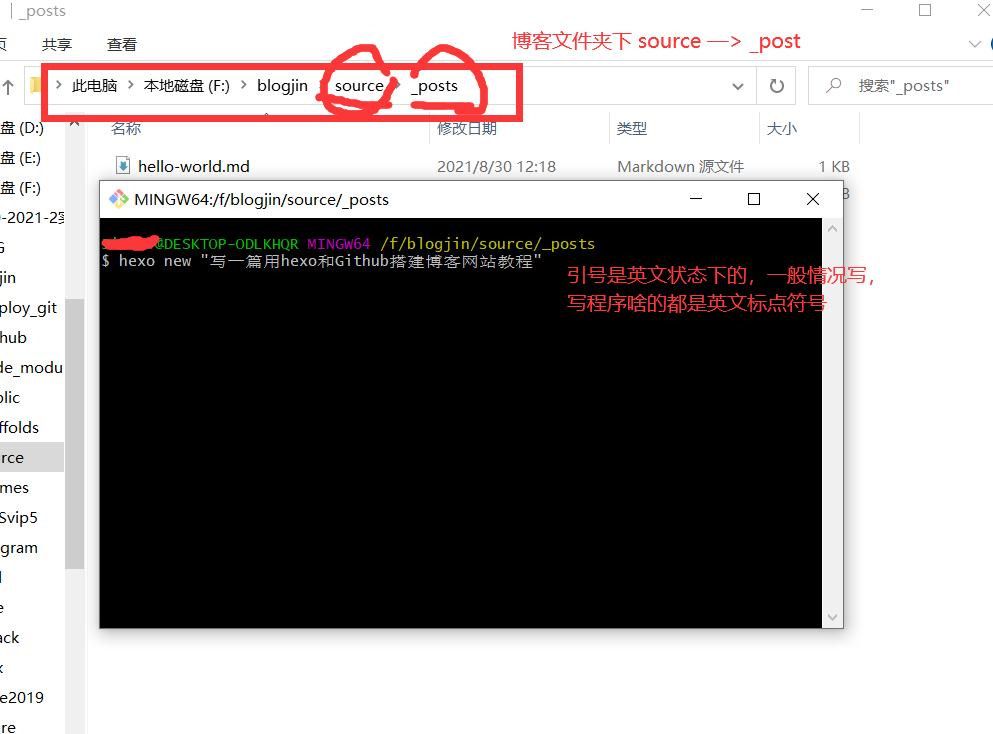 _posts
共享 查看
博客文件夹下 source —> _post
此电脑 本地磁盘 (F:) blogjin source _posts
搜索"_posts"
名称 修改日期 类型 大小
hello-world.md 2021/8/30 12:18 Markdown 源文件 1 KB
盘 (D:)
盘 (E:)
盘 (F:)
-2021-2
jin
ploy_git
hub
de_modu
olic
ffolds
rce
mes
Svip5
gram
ack
e2019
re
MINGW64:/f/blogjin/source/_posts
@DESKTOP-ODLKHQR MINGW64 /f/blogjin/source/_posts
$ hexo new "写一篇用hexo和Github搭建博客网站教程"
引号是英文状态下的，一般情况写，
写程序啥的都是英文标点符号